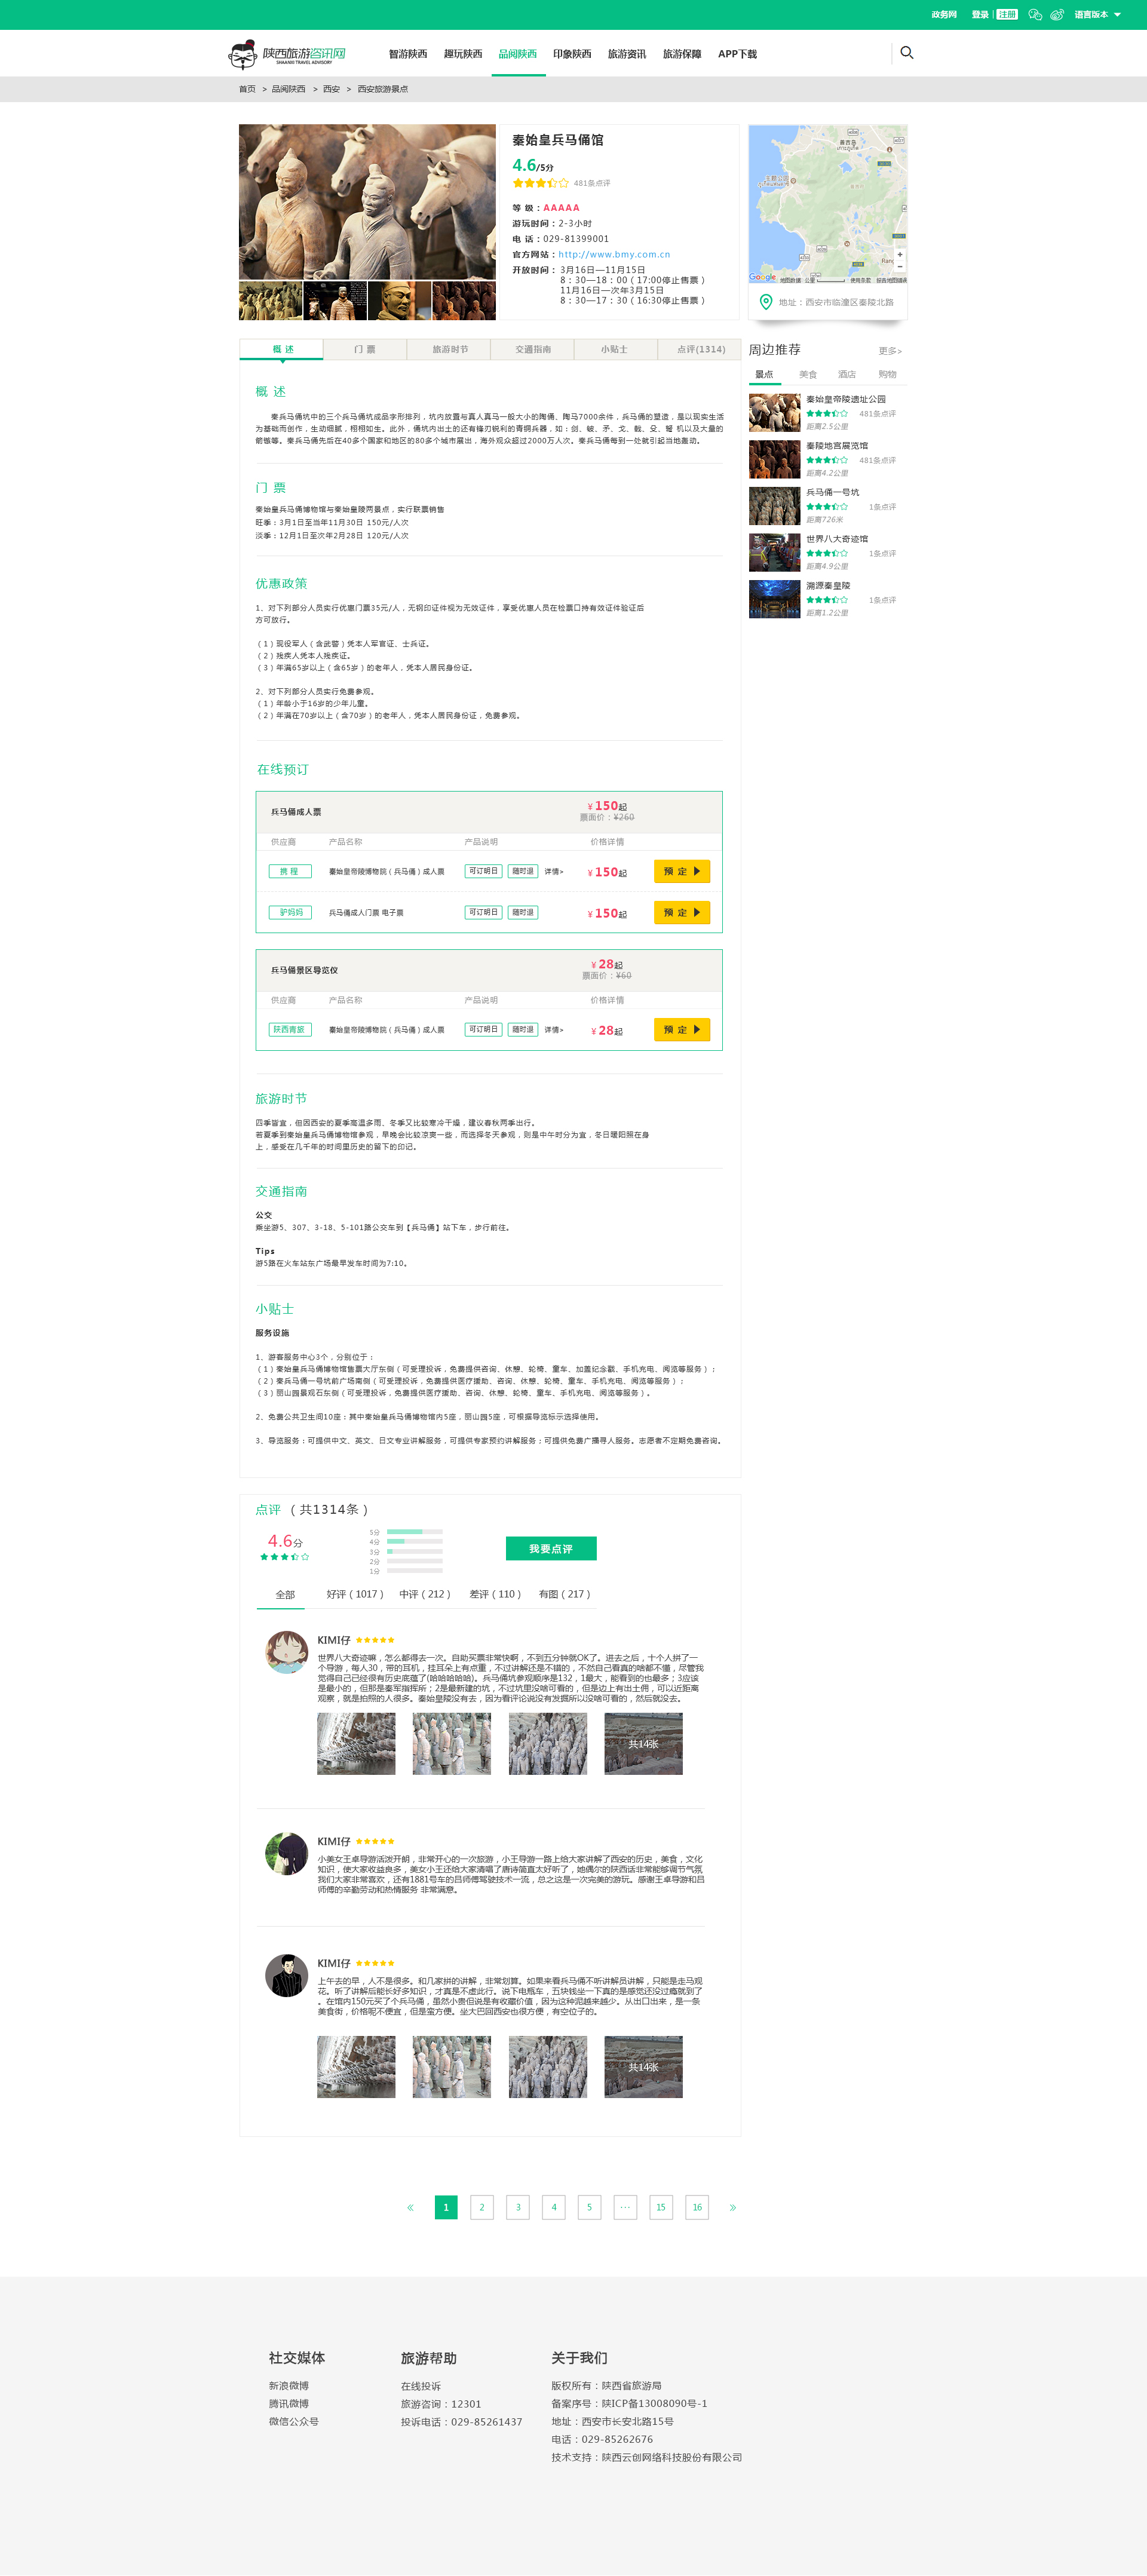 政务网 登录 | 注册 语言版本
陕西旅游咨讯网
SHAANXI TRAVEL ADVISORY
智游陕西 趣玩陕西 品阅陕西 印象陕西 旅游资讯 旅游保障 APP下载
首页 > 品阅陕西 > 西安 > 西安旅游景点
秦始皇兵马俑馆
4.6/5分
481条点评
等 级：AAAAA
游玩时间：2-3小时
电 话：029-81399001
官方网站：http://www.bmy.com.cn
开放时间： 3月16日—11月15日
8：30—18：00（17:00停止售票）
11月16日—次年3月15日
8：30—17：30（16:30停止售票）
Google
地址：西安市临潼区秦陵北路
概 述 门 票 旅游时节 交通指南 小贴士 点评(1314)
概 述
秦兵马俑坑中的三个兵马俑坑成品字形排列，坑内放置与真人真马一般大小的陶俑、陶马7000余件，兵马俑的塑造，是以现实生活
为基础而创作，生动细腻，栩栩如生。此外，俑坑内出土的还有锋刃锐利的青铜兵器，如：剑、铍、矛、戈、戟、殳、弩 机以及大量的
箭镞等。秦兵马俑先后在40多个国家和地区的80多个城市展出，海外观众超过2000万人次。秦兵马俑每到一处就引起当地轰动。
门 票
秦始皇兵马俑博物馆与秦始皇陵两景点，实行联票销售
旺季：3月1日至当年11月30日 150元/人次
淡季：12月1日至次年2月28日 120元/人次
优惠政策
1、对下列部分人员实行优惠门票35元/人，无钢印证件视为无效证件，享受优惠人员在检票口持有效证件验证后
方可放行。
（1）现役军人（含武警）凭本人军官证、士兵证。
（2）残疾人凭本人残疾证。
（3）年满65岁以上（含65岁）的老年人，凭本人居民身份证。
2、对下列部分人员实行免费参观。
（1）年龄小于16岁的少年儿童。
（2）年满在70岁以上（含70岁）的老年人，凭本人居民身份证，免费参观。
在线预订
兵马俑成人票
¥150起
票面价：¥260
供应商 产品名称 产品说明 价格详情
携 程 秦始皇帝陵博物院（兵马俑）成人票 可订明日 随时退 详情> ¥150起 预 定
驴妈妈 兵马俑成人门票 电子票 可订明日 随时退 ¥150起 预 定
兵马俑景区导览仪
¥28起
票面价：¥60
供应商 产品名称 产品说明 价格详情
陕西青旅 秦始皇帝陵博物院（兵马俑）成人票 可订明日 随时退 详情> ¥28起 预 定
旅游时节
四季皆宜，但因西安的夏季高温多雨、冬季又比较寒冷干燥，建议春秋两季出行。
若夏季到秦始皇兵马俑博物馆参观，早晚会比较凉爽一些，而选择冬天参观，则是中午时分为宜，冬日暖阳照在身
上，感受在几千年的时间里历史的留下的印记。
交通指南
公交
乘坐游5、307、3-18、5-101路公交车到【兵马俑】站下车，步行前往。
Tips
游5路在火车站东广场最早发车时间为7:10。
小贴士
服务设施
1、游客服务中心3个，分别位于：
（1）秦始皇兵马俑博物馆售票大厅东侧（可受理投诉，免费提供咨询、休憩、轮椅、童车、加盖纪念戳、手机充电、阅览等服务）；
（2）秦兵马俑一号坑前广场南侧（可受理投诉，免费提供医疗援助、咨询、休憩、轮椅、童车、手机充电、阅览等服务）；
（3）丽山园景观石东侧（可受理投诉，免费提供医疗援助、咨询、休憩、轮椅、童车、手机充电、阅览等服务）。
2、免费公共卫生间10座：其中秦始皇兵马俑博物馆内5座，丽山园5座，可根据导览标示选择使用。
3、导览服务：可提供中文、英文、日文专业讲解服务，可提供专家预约讲解服务；可提供免费广播寻人服务。志愿者不定期免费咨询。
点评 （共1314条）
4.6分
5分
4分
3分
2分
1分
我要点评
全部 好评（1017） 中评（212） 差评（110） 有图（217）
KIMI仔
世界八大奇迹嘛，怎么都得去一次。自助买票非常快啊，不到五分钟就OK了。进去之后，十个人拼了一
个导游，每人30，带的耳机，挂耳朵上有点重，不过讲解还是不错的，不然自己看真的啥都不懂，尽管我
觉得自己已经很有历史底蕴了(哈哈哈哈哈)。兵马俑坑参观顺序是132，1最大，能看到的也最多；3应该
是最小的，但那是秦军指挥所；2是最新建的坑，不过坑里没啥可看的，但是边上有出土俑，可以近距离
观察，就是拍照的人很多。秦始皇陵没有去，因为看评论说没有发掘所以没啥可看的，然后就没去。
共14张
KIMI仔
小美女王卓导游活泼开朗，非常开心的一次旅游，小王导游一路上给大家讲解了西安的历史，美食，文化
知识，使大家收益良多，美女小王还给大家清唱了唐诗简直太好听了，她偶尔的陕西话非常能够调节气氛
我们大家非常喜欢，还有1881号车的吕师傅驾驶技术一流，总之这是一次完美的游玩。感谢王卓导游和吕
师傅的辛勤劳动和热情服务 非常满意。
KIMI仔
上午去的早，人不是很多。和几家拼的讲解，非常划算。如果来看兵马俑不听讲解员讲解，只能是走马观
花。听了讲解后能长好多知识，才真是不虚此行。说下电瓶车，五块钱坐一下真的是感觉还没过瘾就到了
。在馆内150元买了个兵马俑，虽然小贵但说是有收藏价值，因为这种泥越来越少。从出口出来，是一条
美食街，价格呢不便宜，但是蛮方便。坐大巴回西安也很方便，有空位子的。
共14张
« 1 2 3 4 5 ··· 15 16 »
周边推荐 更多>
景点 美食 酒店 购物
秦始皇帝陵遗址公园
481条点评
距离2.5公里
秦陵地宫展览馆
481条点评
距离4.2公里
兵马俑一号坑
1条点评
距离726米
世界八大奇迹馆
1条点评
距离4.9公里
溯源秦皇陵
1条点评
距离1.2公里
社交媒体
新浪微博
腾讯微博
微信公众号
旅游帮助
在线投诉
旅游咨询：12301
投诉电话：029-85261437
关于我们
版权所有：陕西省旅游局
备案序号：陕ICP备13008090号-1
地址：西安市长安北路15号
电话：029-85262676
技术支持：陕西云创网络科技股份有限公司